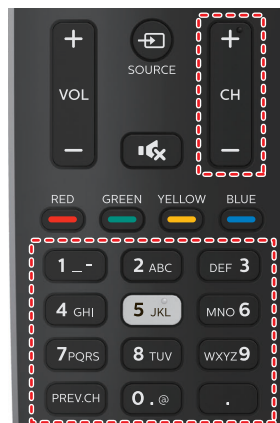 + +
SOURCE
VOL CH
– –
RED GREEN YELLOW BLUE
1 _ - 2 ABC DEF 3
4 GHI 5 JKL MNO 6
7PQRS 8 TUV WXYZ9
PREV.CH 0 . @ .